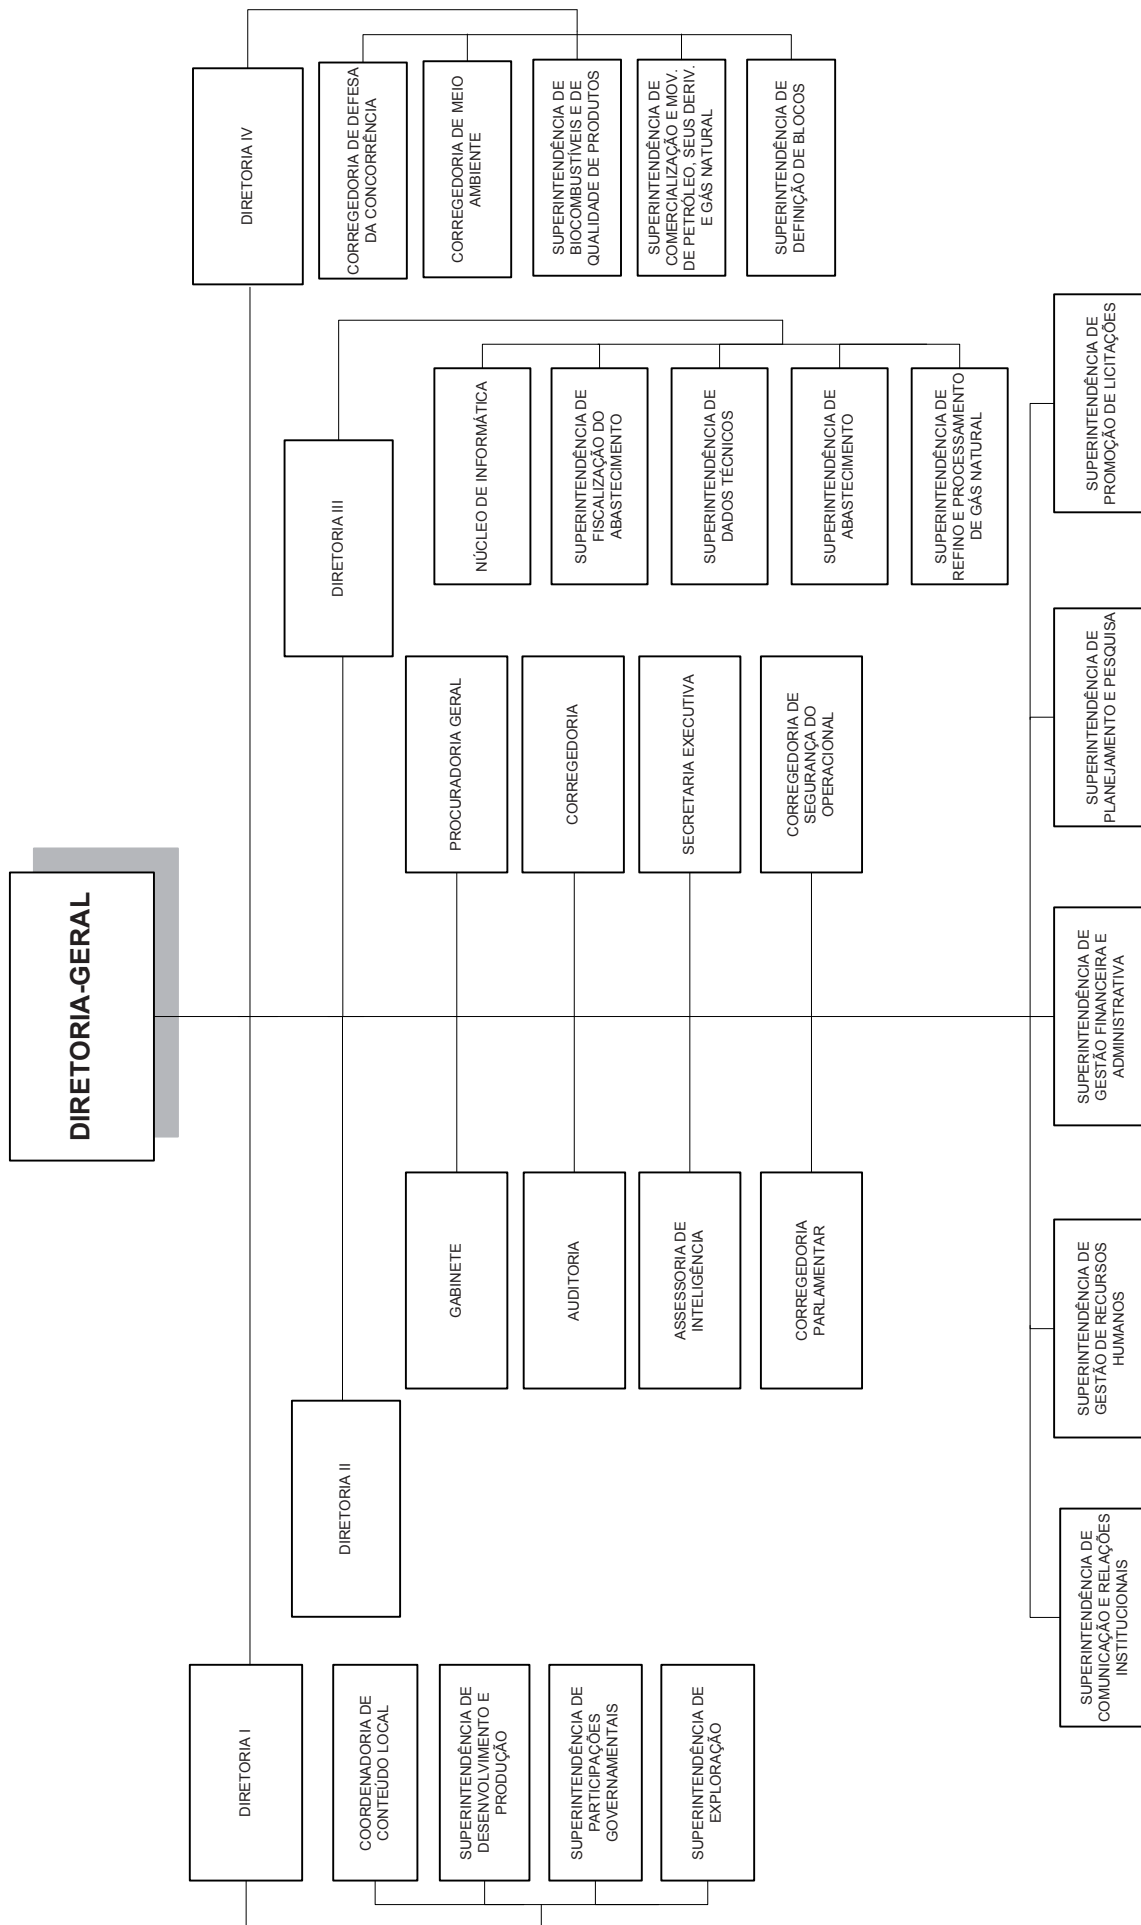 DIRETORIA-GERAL
DIRETORIA I
DIRETORIA IV
DIRETORIA II
DIRETORIA III
COORDENADORIA DE
CONTEÚDO LOCAL
SUPERINTENDÊNCIA DE
DESENVOLVIMENTO E
PRODUÇÃO
SUPERINTENDÊNCIA DE
PARTICIPAÇÕES
GOVERNAMENTAIS
SUPERINTENDÊNCIA DE
EXPLORAÇÃO
GABINETE
AUDITORIA
ASSESSORIA DE
INTELIGÊNCIA
CORREGEDORIA
PARLAMENTAR
PROCURADORIA GERAL
CORREGEDORIA
SECRETARIA EXECUTIVA
CORREGEDORIA DE
SEGURANÇA DO
OPERACIONAL
NÚCLEO DE INFORMÁTICA
SUPERINTENDÊNCIA DE
FISCALIZAÇÃO DO
ABASTECIMENTO
SUPERINTENDÊNCIA DE
DADOS TÉCNICOS
SUPERINTENDÊNCIA DE
ABASTECIMENTO
SUPERINTENDÊNCIA DE
REFINO E PROCESSAMENTO
DE GÁS NATURAL
CORREGEDORIA DE DEFESA
DA CONCORRÊNCIA
CORREGEDORIA DE MEIO
AMBIENTE
SUPERINTENDÊNCIA DE
BIOCOMBUSTÍVEIS E DE
QUALIDADE DE PRODUTOS
SUPERINTENDÊNCIA DE
COMERCIALIZAÇÃO E MOV.
DE PETRÓLEO, SEUS DERIV.
E GÁS NATURAL
SUPERINTENDÊNCIA DE
DEFINIÇÃO DE BLOCOS
SUPERINTENDÊNCIA DE
COMUNICAÇÃO E RELAÇÕES
INSTITUCIONAIS
SUPERINTENDÊNCIA DE
GESTÃO DE RECURSOS
HUMANOS
SUPERINTENDÊNCIA DE
GESTÃO FINANCEIRA E
ADMINISTRATIVA
SUPERINTENDÊNCIA DE
PLANEJAMENTO E PESQUISA
SUPERINTENDÊNCIA DE
PROMOÇÃO DE LICITAÇÕES